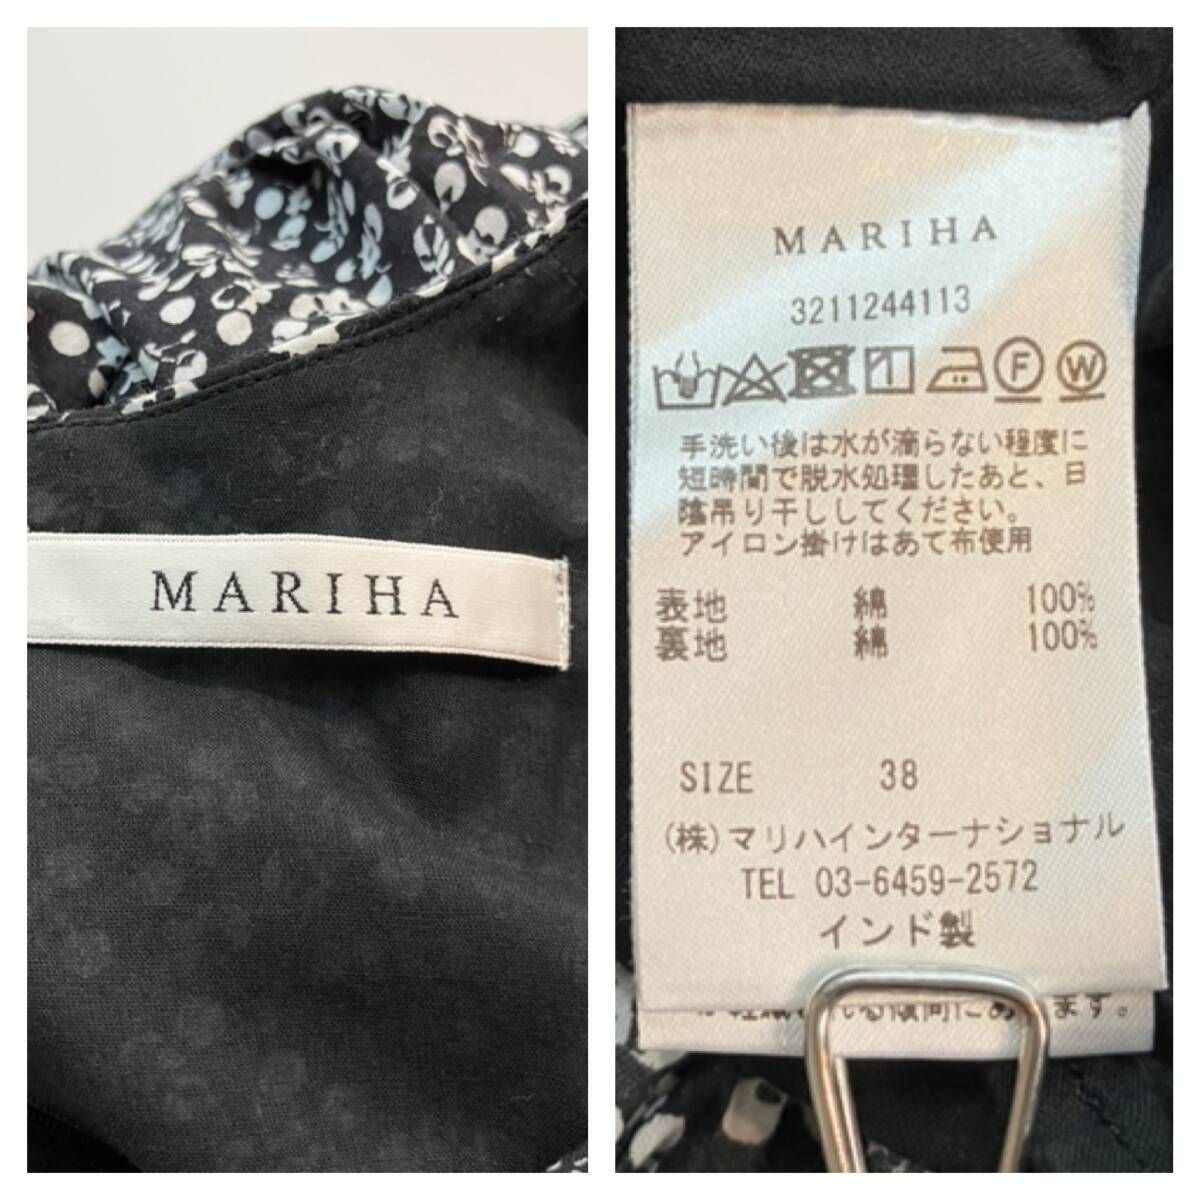 MARIHA
MARIHA
3211244113
F W
手洗い後は水が滴らない程度に
短時間で脱水処理したあと、日
陰吊り干ししてください。
アイロン掛けはあて布使用
表地 綿 100%
裏地 綿 100%
SIZE 38
(株)マリハインターナショナル
TEL 03-6459-2572
インド製